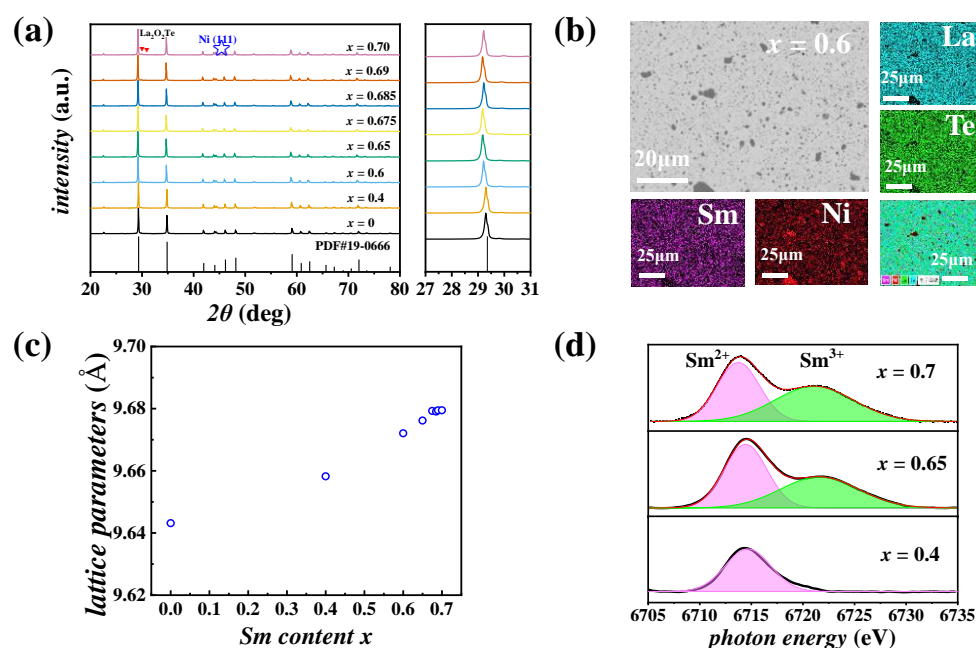 (a)
La₂O₂Te
Ni (111)
x = 0.70
x = 0.69
x = 0.685
x = 0.675
x = 0.65
x = 0.6
x = 0.4
x = 0
PDF#19-0666
intensity (a.u.)
20 30 40 50 60 70 80
27 28 29 30 31
2θ (deg)
(b)
x = 0.6
20μm
La
25μm
Te
25μm
Sm
25μm
Ni
25μm
25μm
(c)
9.70
9.68
9.66
9.64
9.62
lattice parameters (Å)
0.0 0.1 0.2 0.3 0.4 0.5 0.6 0.7
Sm content x
(d)
Sm²⁺ Sm³⁺
x = 0.7
x = 0.65
x = 0.4
6705 6710 6715 6720 6725 6730 6735
photon energy (eV)